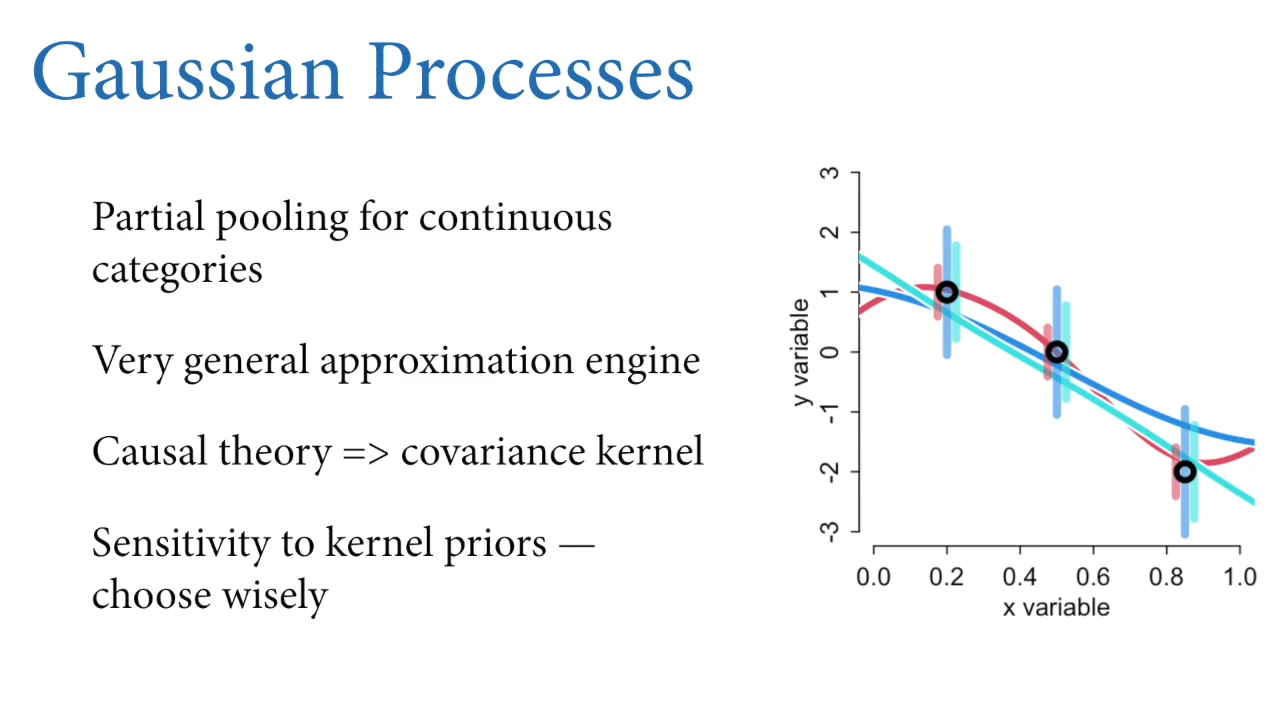 Gaussian Processes
Partial pooling for continuous
categories
Very general approximation engine
Causal theory => covariance kernel
Sensitivity to kernel priors —
choose wisely
3
2
1
0
-1
-2
-3
y variable
0.0 0.2 0.4 0.6 0.8 1.0
x variable